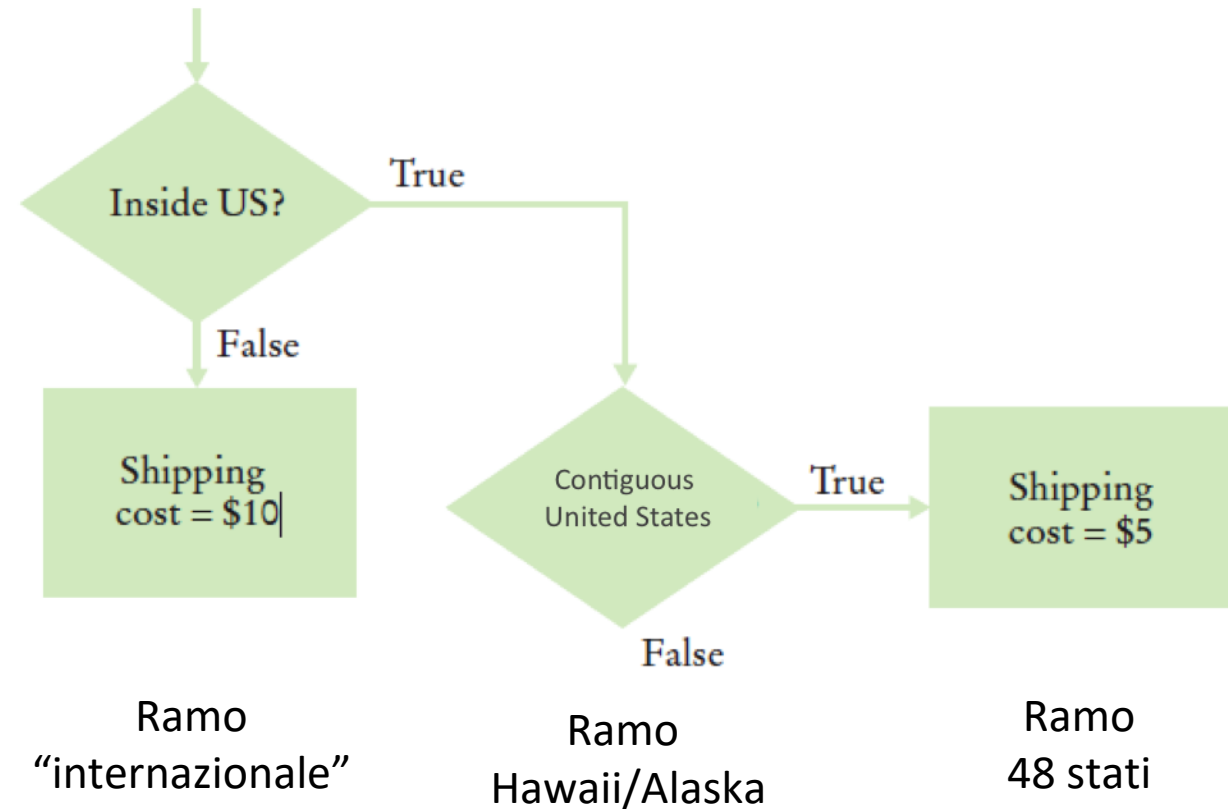 True
Inside US?
False
Shipping
cost = $10
Contiguous
United States
True
Shipping
cost = $5
False
Ramo
“internazionale”
Ramo
Hawaii/Alaska
Ramo
48 stati